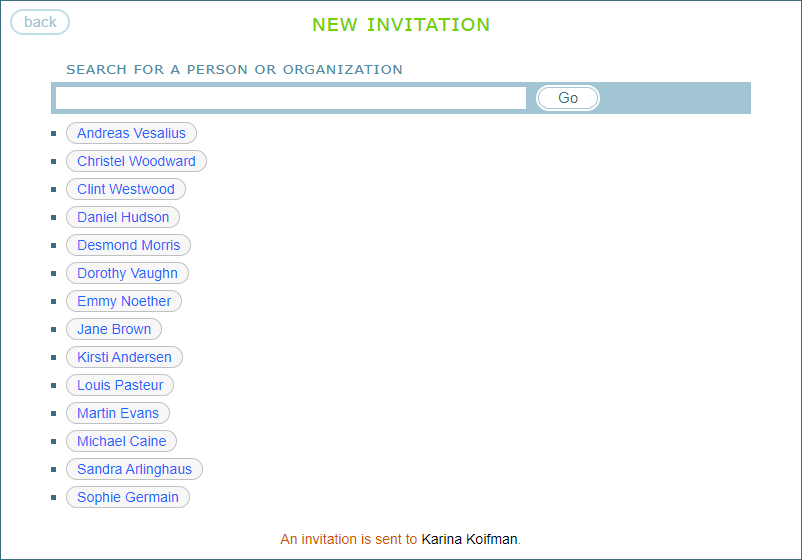 back
NEW INVITATION
SEARCH FOR A PERSON OR ORGANIZATION
Go
Andreas Vesalius
Christel Woodward
Clint Westwood
Daniel Hudson
Desmond Morris
Dorothy Vaughn
Emmy Noether
Jane Brown
Kirsti Andersen
Louis Pasteur
Martin Evans
Michael Caine
Sandra Arlinghaus
Sophie Germain
An invitation is sent to Karina Koifman.